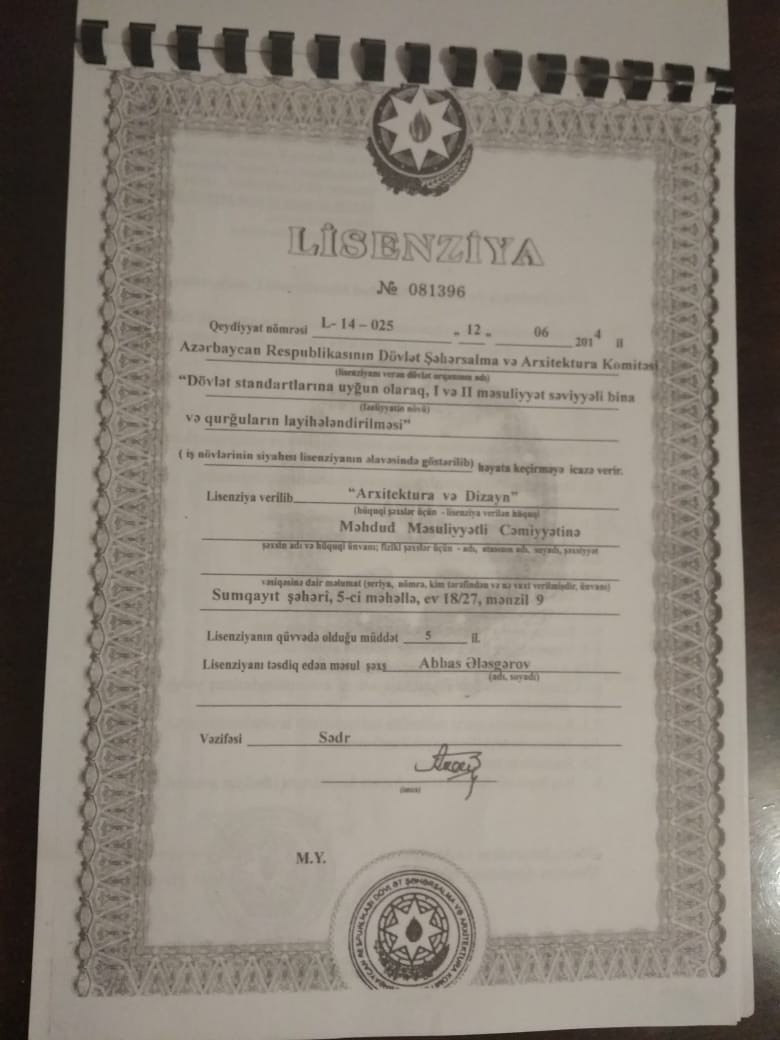 LİSENZİYA
№ 081396
Qeydiyyat nömrəsi L- 14 – 025 „ 12 „ 06 2014 il
Azərbaycan Respublikasının Dövlət Şəhərsalma və Arxitektura Komitəsi
(lisenziyanı verən dövlət orqanının adı)
“Dövlət standartlarına uyğun olaraq, I və II məsuliyyət səviyyəli bina
(fəaliyyətin növü)
və qurğuların layihələndirilməsi”
( iş növlərinin siyahısı lisenziyanın əlavəsində göstərilib) həyata keçirməyə icazə verir.
Lisenziya verilib “Arxitektura və Dizayn”
(hüquqi şəxslər üçün - lisenziya verilən hüquqi
Məhdud Məsuliyyətli Cəmiyyətinə
şəxsin adı və hüquqi ünvanı; fiziki şəxslər üçün - adı, atasının adı, soyadı, şəxsiyyət
vəsiqəsinə dair məlumat (seriya, nömrə, kim tərəfindən və nə vaxt verilmişdir, ünvanı)
Sumqayıt şəhəri, 5-ci məhəllə, ev 18/27, mənzil 9
Lisenziyanın qüvvədə olduğu müddət 5 il.
Lisenziyanı təsdiq edən məsul şəxs Abbas Ələsgərov
(adı, soyadı)
Vəzifəsi Sədr
(imza)
M.Y.
DÖVLƏT ŞƏHƏRSALMA VƏ ARXİTEKTURA